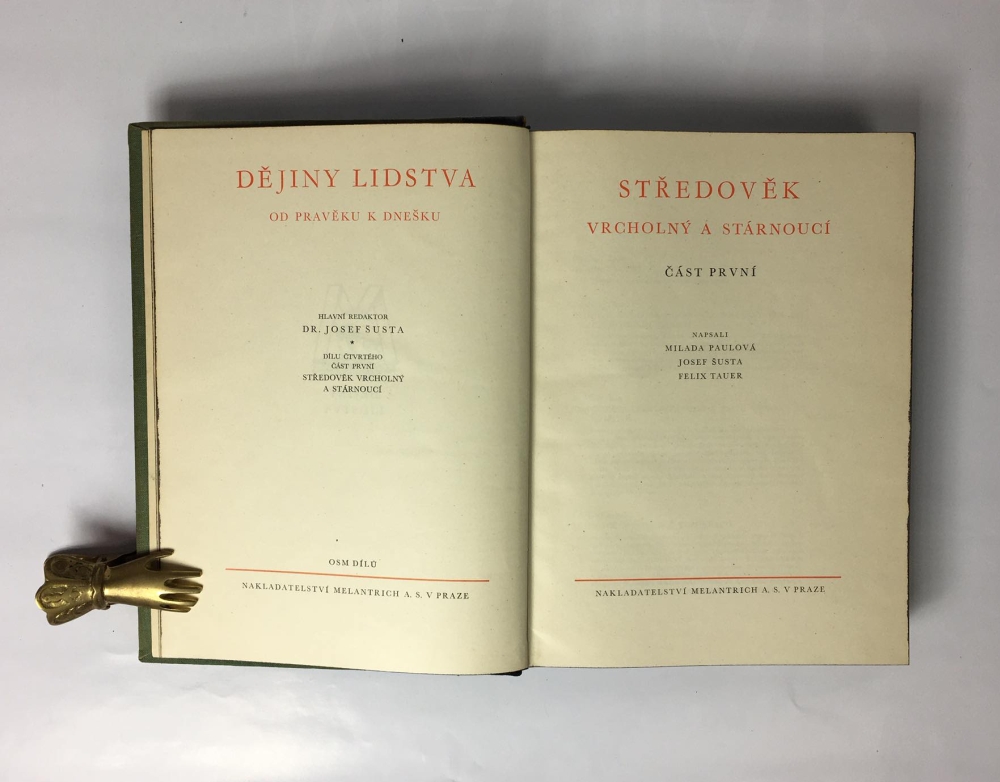 DĚJINY LIDSTVA
OD PRAVĚKU K DNEŠKU
HLAVNÍ REDAKTOR
DR. JOSEF ŠUSTA
*
DÍLU ČTVRTÉHO
ČÁST PRVNÍ
STŘEDOVĚK VRCHOLNÝ
A STÁRNOUCÍ
OSM DÍLŮ
NAKLADATELSTVÍ MELANTRICH A. S. V PRAZE
STŘEDOVĚK
VRCHOLNÝ A STÁRNOUCÍ
ČÁST PRVNÍ
NAPSALI
MILADA PAULOVÁ
JOSEF ŠUSTA
FELIX TAUER
NAKLADATELSTVÍ MELANTRICH A. S. V PRAZE